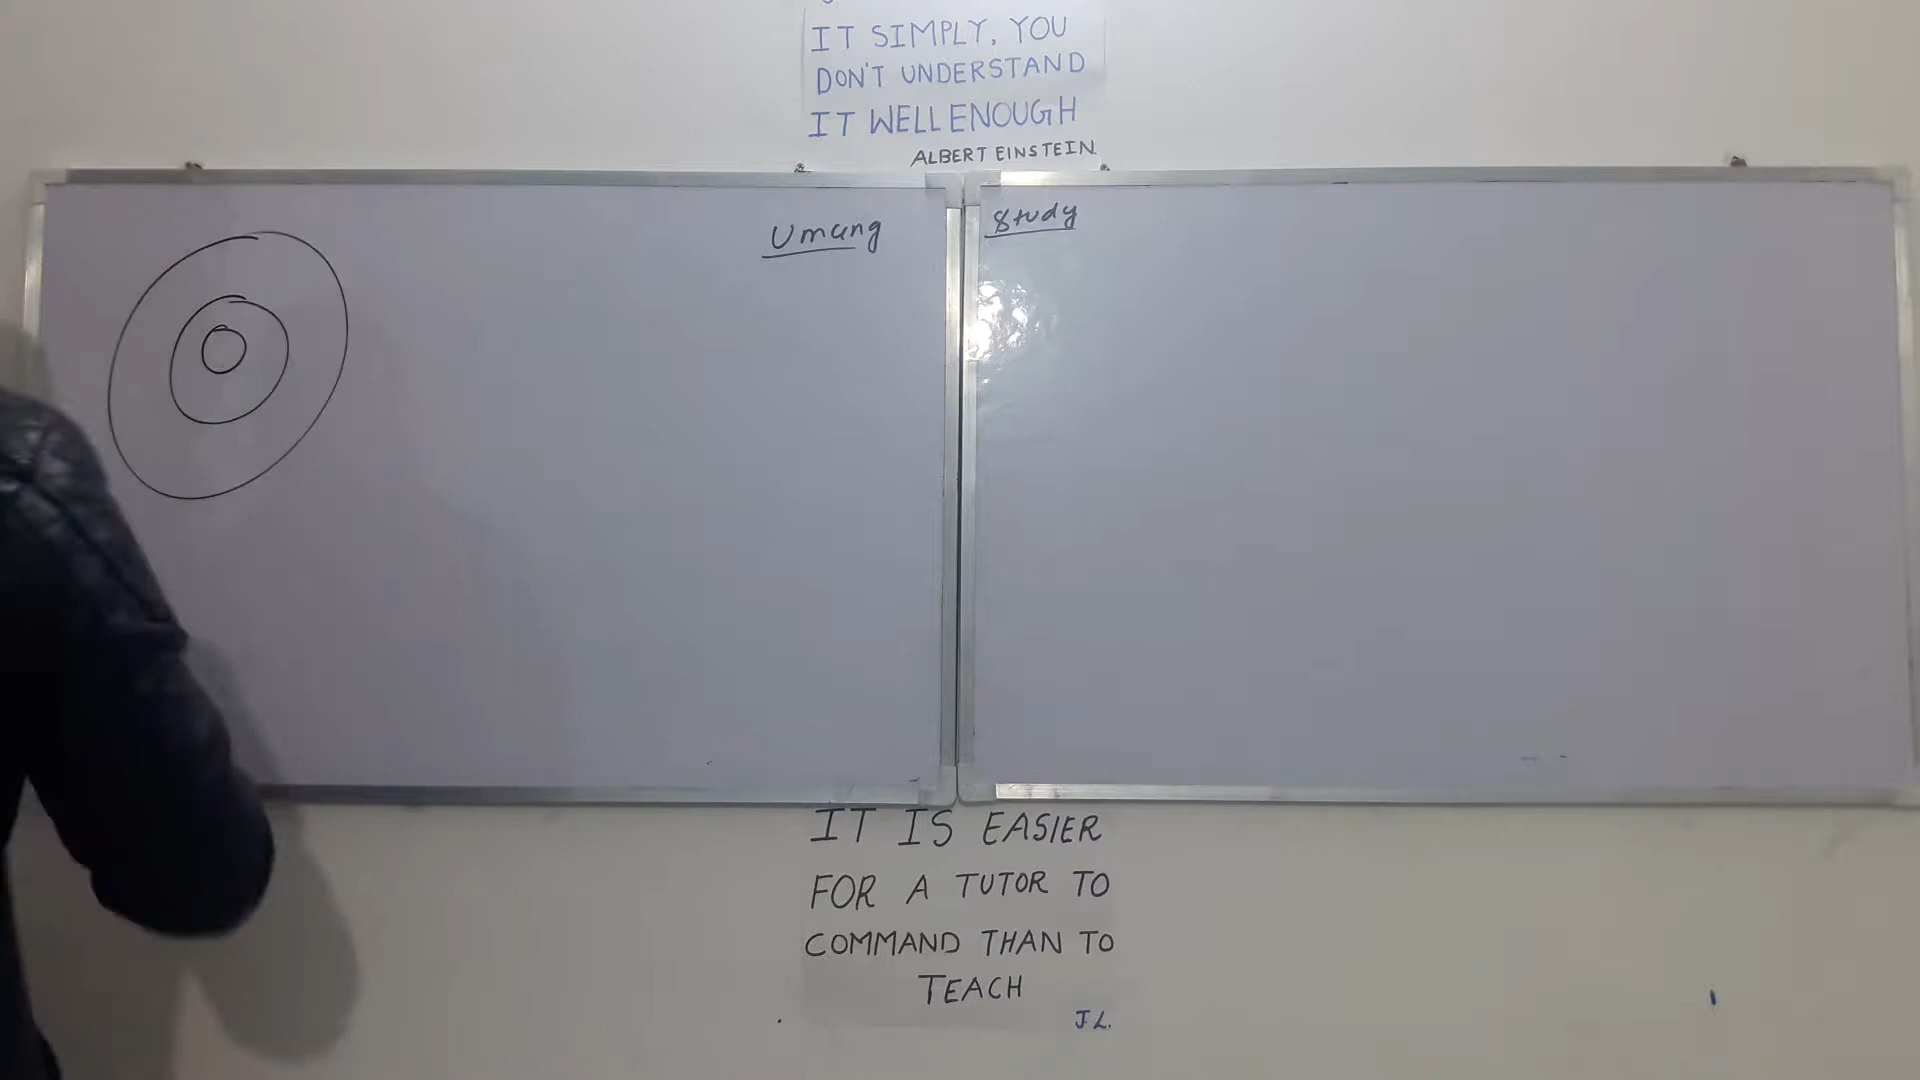 IT SIMPLY, YOU
DON'T UNDERSTAND
IT WELL ENOUGH
ALBERT EINSTEIN.
Umang
Study
IT IS EASIER
FOR A TUTOR TO
COMMAND THAN TO
TEACH
J L.